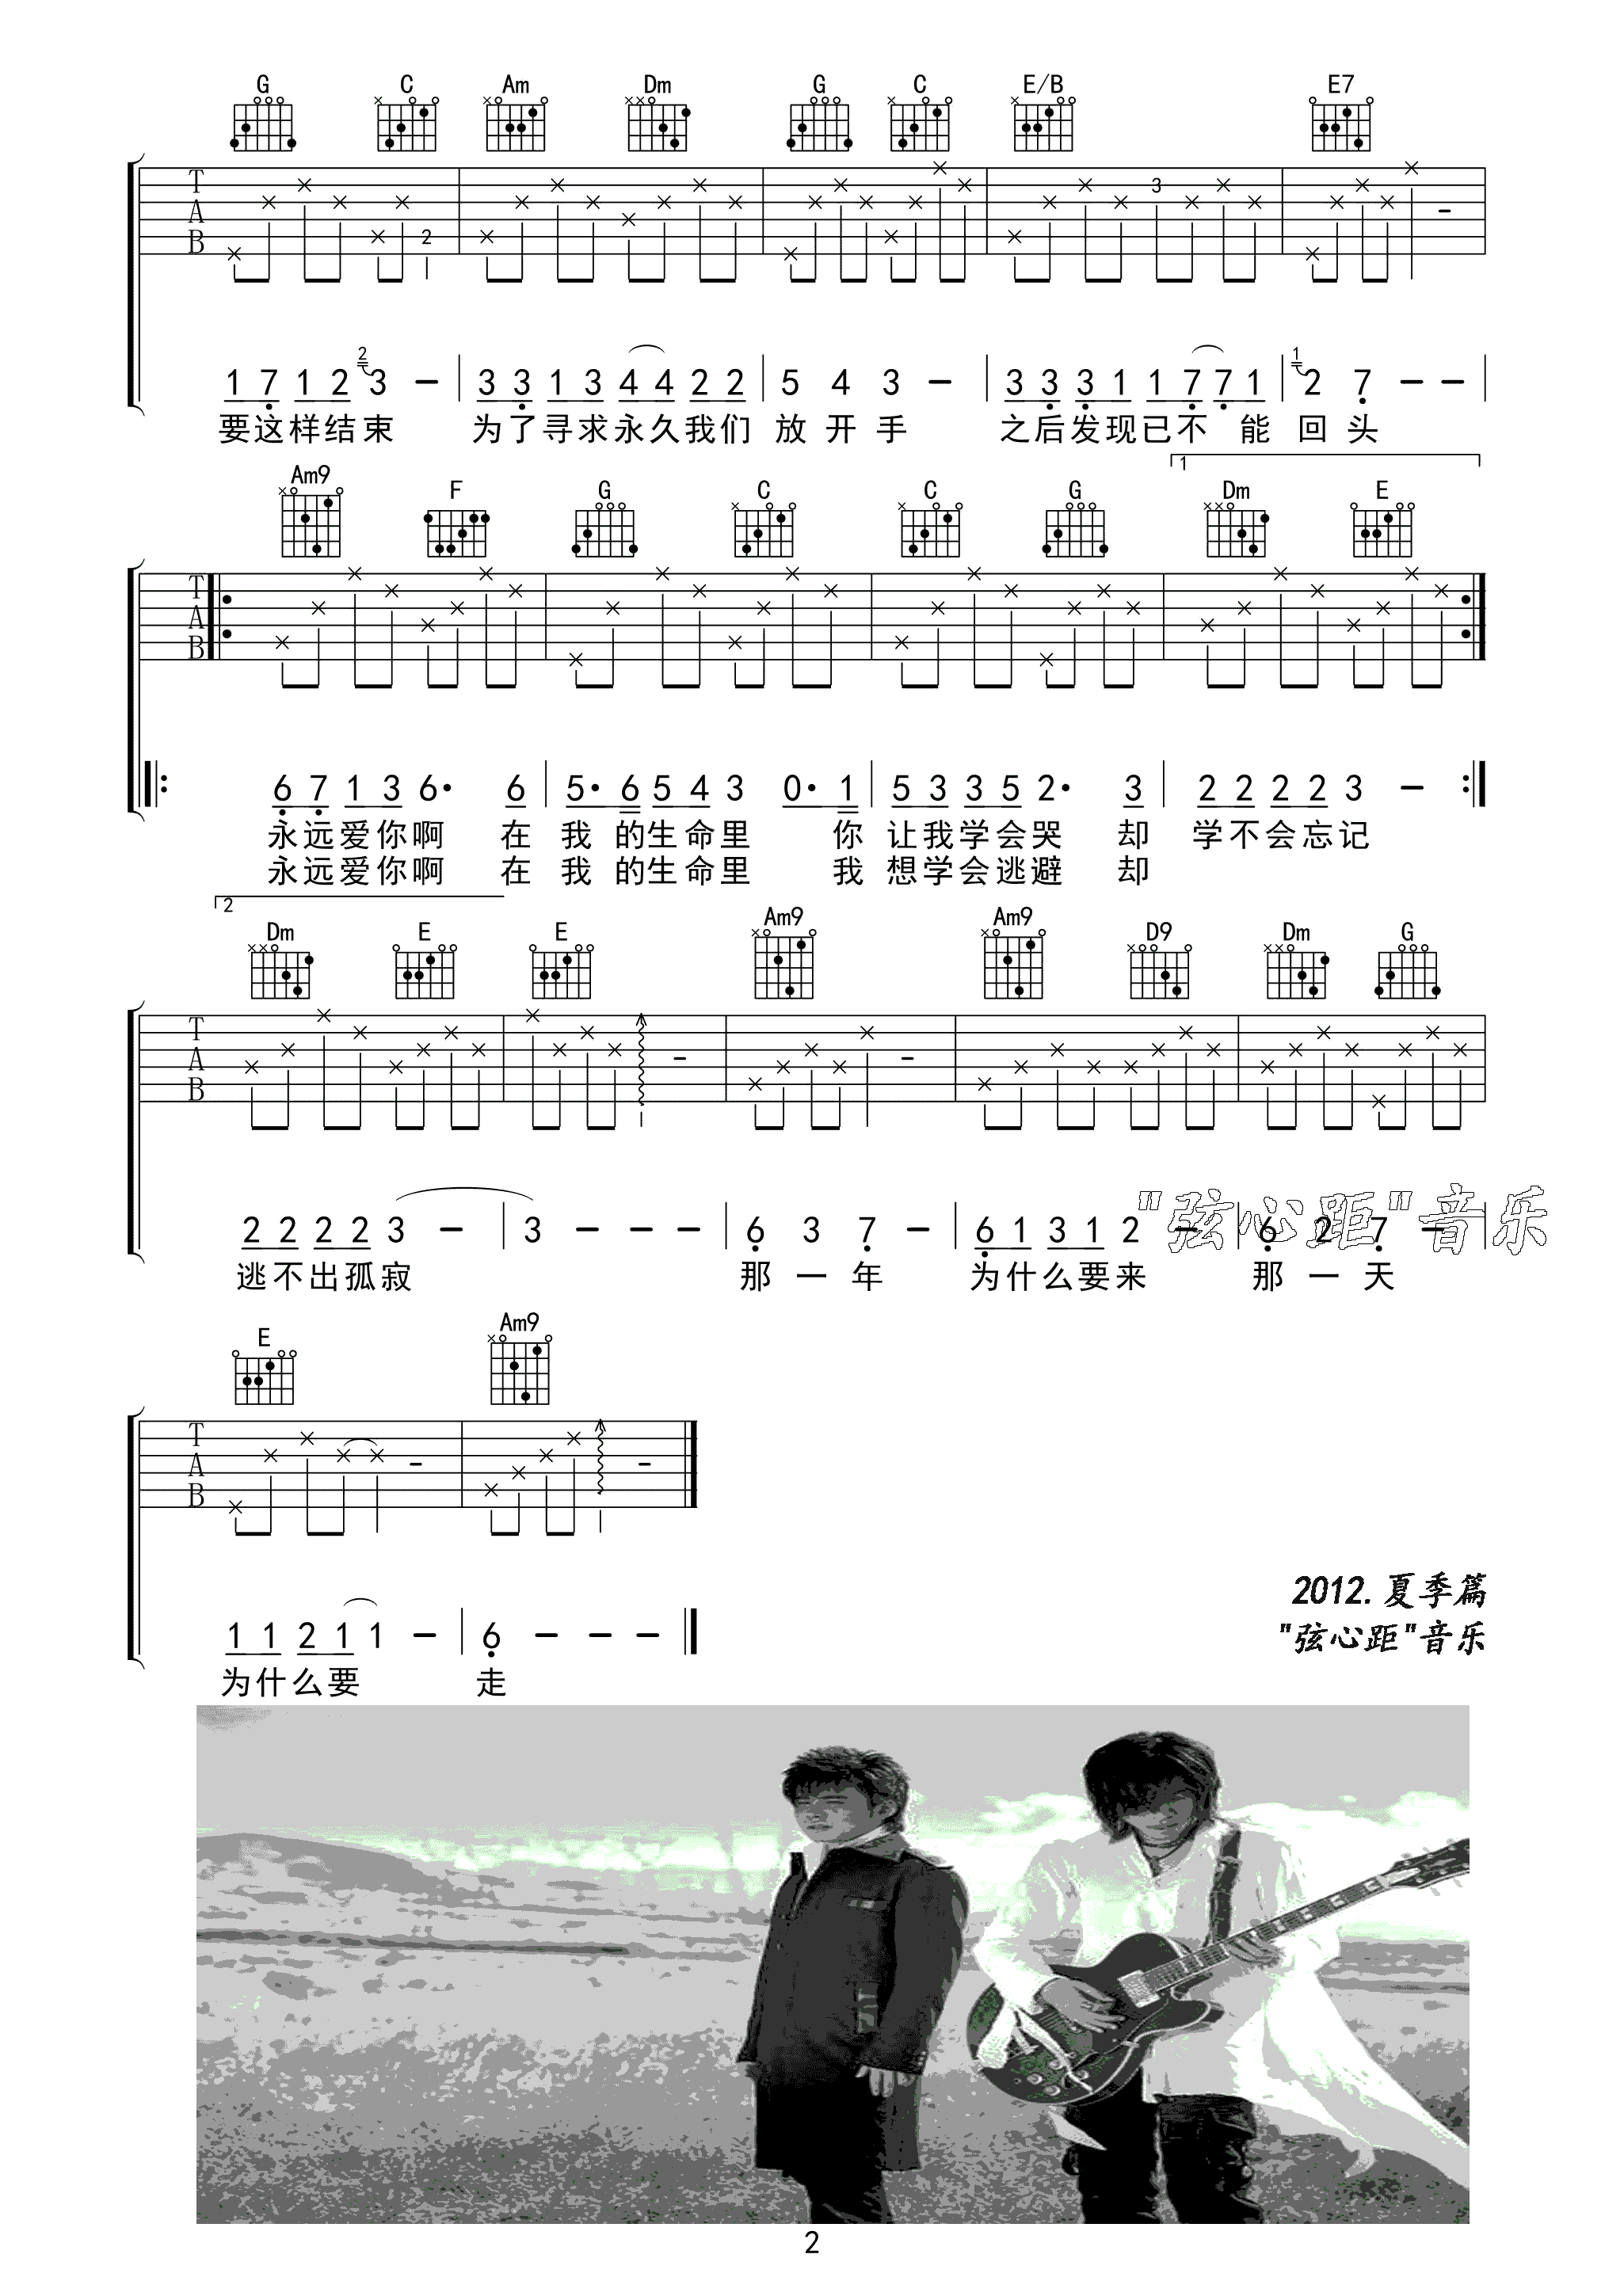 G C Am Dm G C E/B E7
T A B
2 3
1 7 1 2 2 3 - 3 3 1 3 4 4 2 2 5 4 3 - 3 3 3 1 1 7 7 1 1 2 7 - -
要这样结束 为了寻求永久我们 放开手 之后发现已不 能 回头
1
Am9 F G C C G Dm E
T A B
6 7 1 3 6· 6 5· 6 5 4 3 0· 1 5 3 3 5 2· 3 2 2 2 2 3 -
永远爱你啊 在 我 的生命里 你 让我学会哭 却 学不会忘记
永远爱你啊 在 我 的生命里 我 想学会逃避 却
2
Dm E E Am9 Am9 D9 Dm G
T A B
2 2 2 2 3 - 3 - - - 6 3 7 - 6 1 3 1 2 - 6 2 7 -
"弦心距"音乐
逃不出孤寂 那一年 为什么要来 那一天
E Am9
T A B
1 1 2 1 1 - 6 - - -
为什么要 走
2012.夏季篇
"弦心距"音乐
2